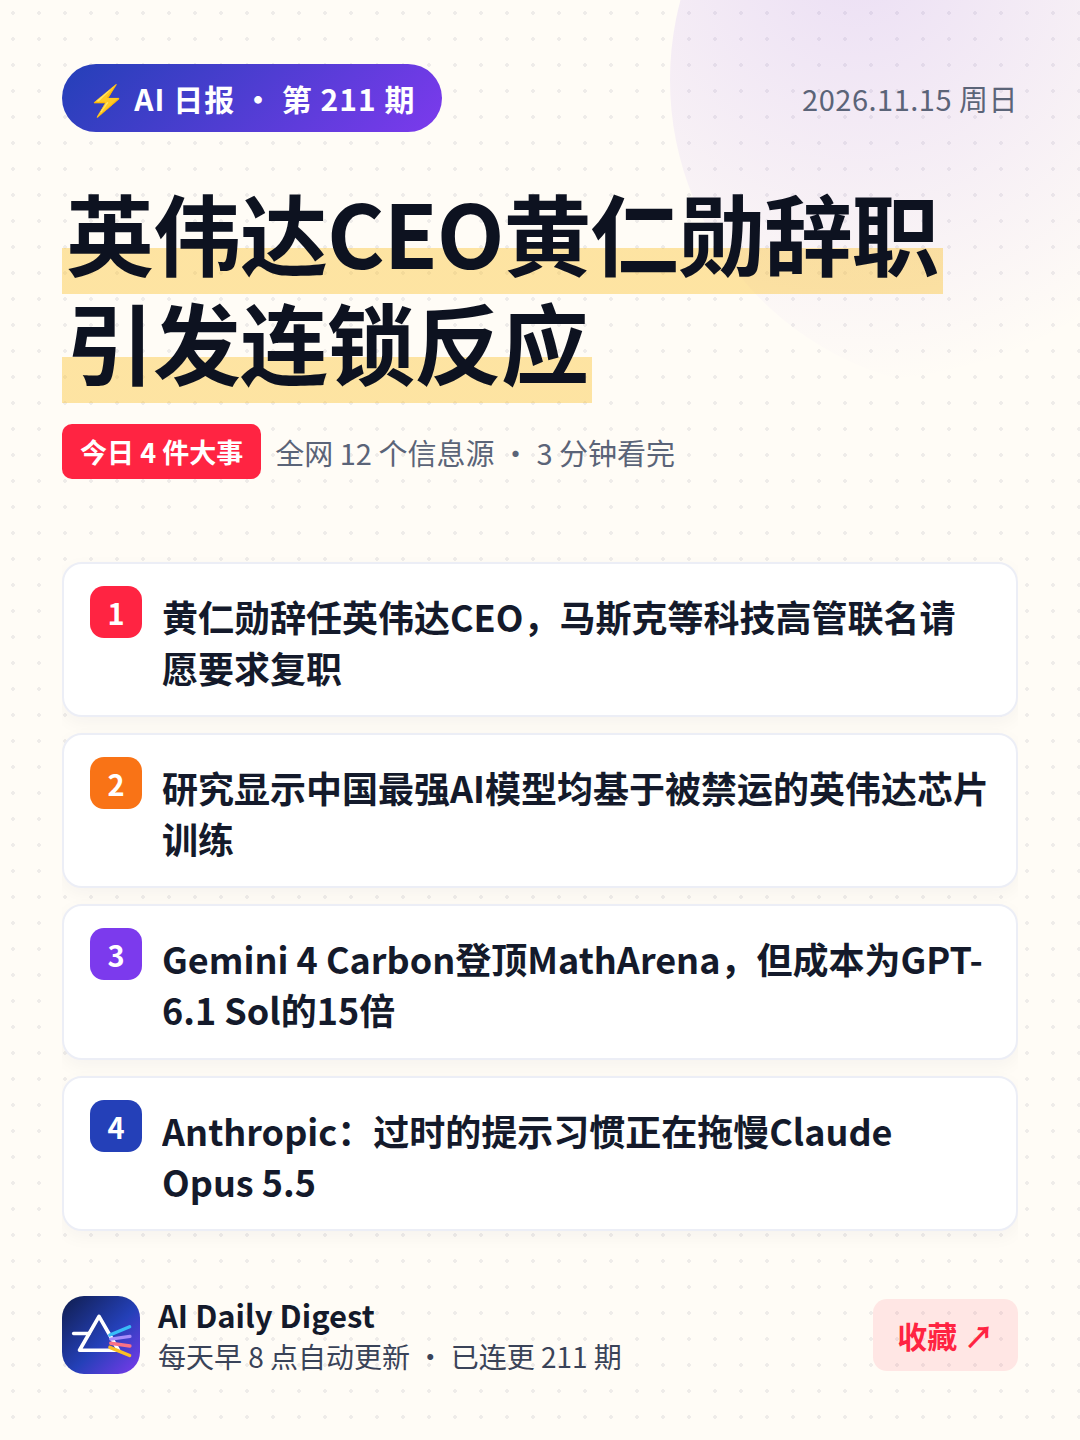 ⚡ AI 日报 · 第 211 期
2026.11.15 周日
英伟达CEO黄仁勋辞职
引发连锁反应
今日 4 件大事
全网 12 个信息源 · 3 分钟看完
1
黄仁勋辞任英伟达CEO，马斯克等科技高管联名请
愿要求复职
2
研究显示中国最强AI模型均基于被禁运的英伟达芯片
训练
3
Gemini 4 Carbon登顶MathArena，但成本为GPT-
6.1 Sol的15倍
4
Anthropic：过时的提示习惯正在拖慢Claude
Opus 5.5
AI Daily Digest
每天早 8 点自动更新 · 已连更 211 期
收藏 ↗